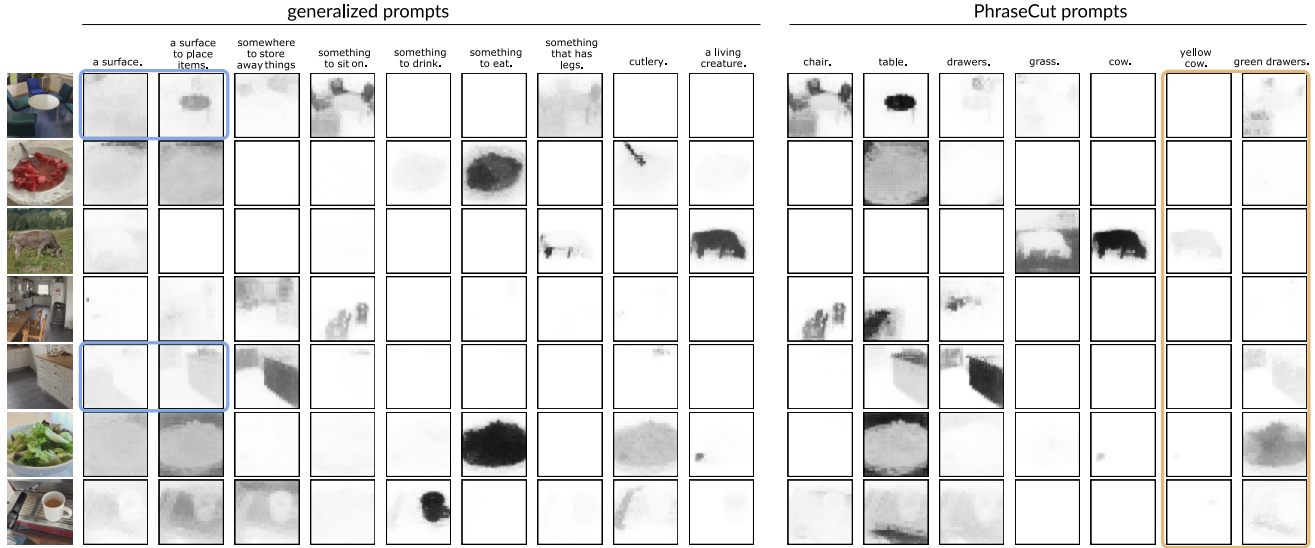 generalized prompts
PhraseCut prompts
a surface.
a surface
to place
items.
somewhere
to store
away things
something
to sit on.
something
to drink.
something
to eat.
something
that has
legs.
cutlery.
a living
creature.
chair.
table.
drawers.
grass.
cow.
yellow
cow.
green drawers.